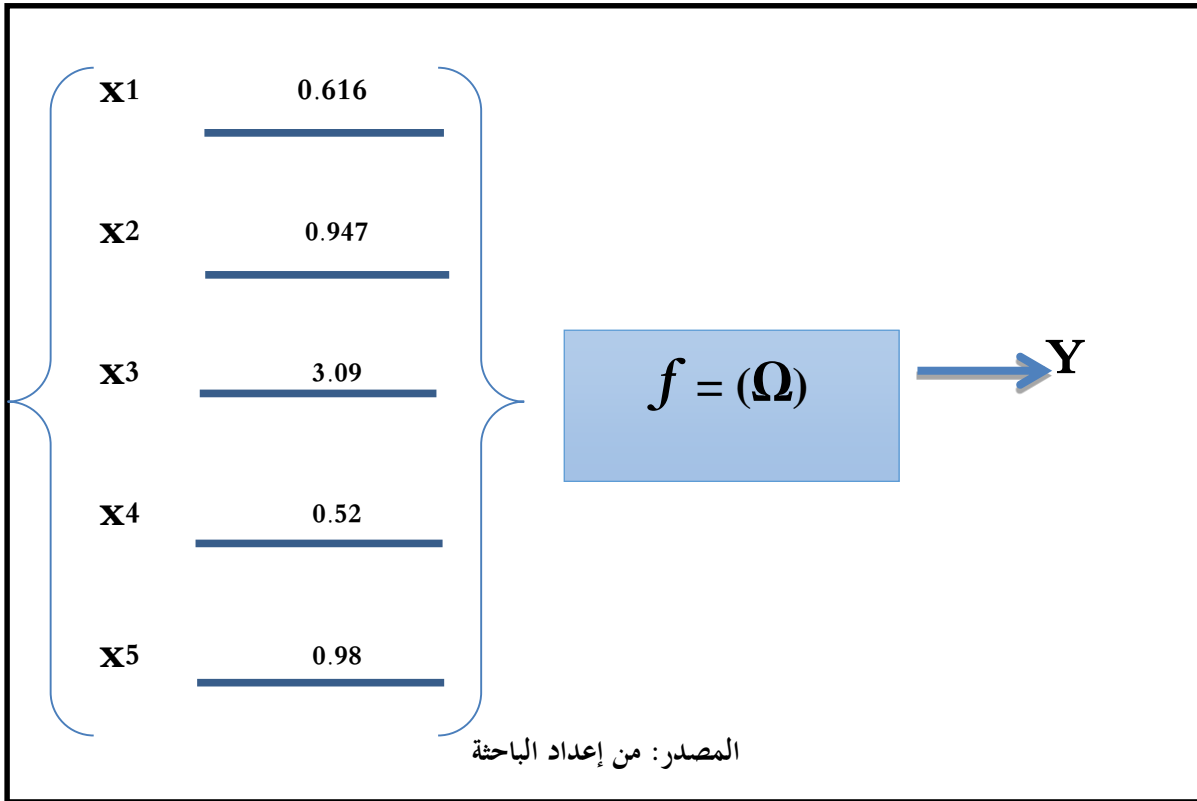 x1 0.616
x2 0.947
x3 3.09
f = (Ω) Y
x4 0.52
x5 0.98
المصدر: من إعداد الباحثة